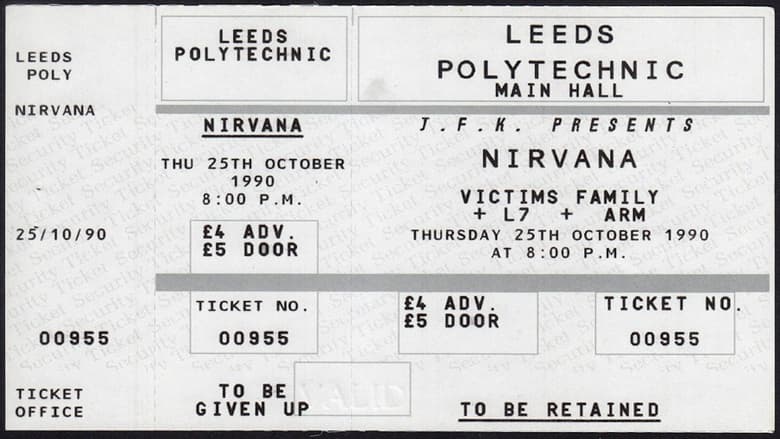 LEEDS
POLY
NIRVANA
25/10/90
00955
TICKET
OFFICE
LEEDS
POLYTECHNIC
NIRVANA
THU 25TH OCTOBER
1990
8:00 P.M.
£4 ADV.
£5 DOOR
TICKET NO.
00955
TO BE
GIVEN UP
VALID
LEEDS
POLYTECHNIC
MAIN HALL
J.F.K. PRESENTS
NIRVANA
VICTIMS FAMILY
+ L7 + ARM
THURSDAY 25TH OCTOBER 1990
AT 8:00 P.M.
£4 ADV.
£5 DOOR
TICKET NO.
00955
TO BE RETAINED
Security Ticket